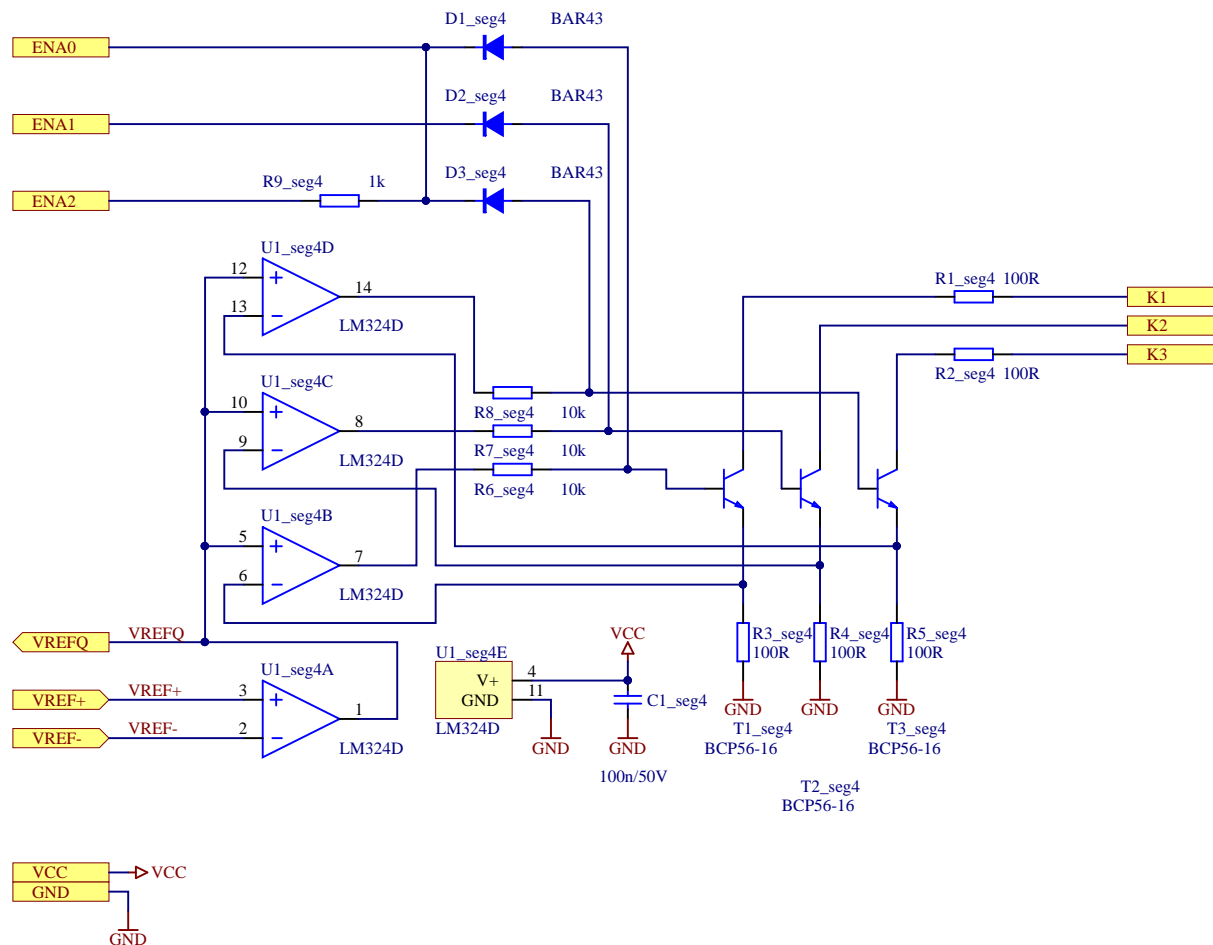 D1_seg4 BAR43
ENA0
D2_seg4 BAR43
ENA1
D3_seg4 BAR43
R9_seg4 1k
ENA2
U1_seg4D
12
14
13
LM324D
R1_seg4 100R
K1
K2
K3
R2_seg4 100R
U1_seg4C
10
8
9
LM324D
R8_seg4 10k
R7_seg4 10k
R6_seg4 10k
U1_seg4B
5
7
6
LM324D
VREFQ VREFQ
U1_seg4A
VREF+ VREF+ 3
1
VREF- VREF- 2
LM324D
U1_seg4E
V+ 4
GND 11
LM324D
GND
VCC
C1_seg4
GND
100n/50V
R3_seg4 R4_seg4 R5_seg4
100R 100R 100R
GND GND GND
T1_seg4 T3_seg4
BCP56-16 BCP56-16
T2_seg4
BCP56-16
VCC VCC
GND
GND